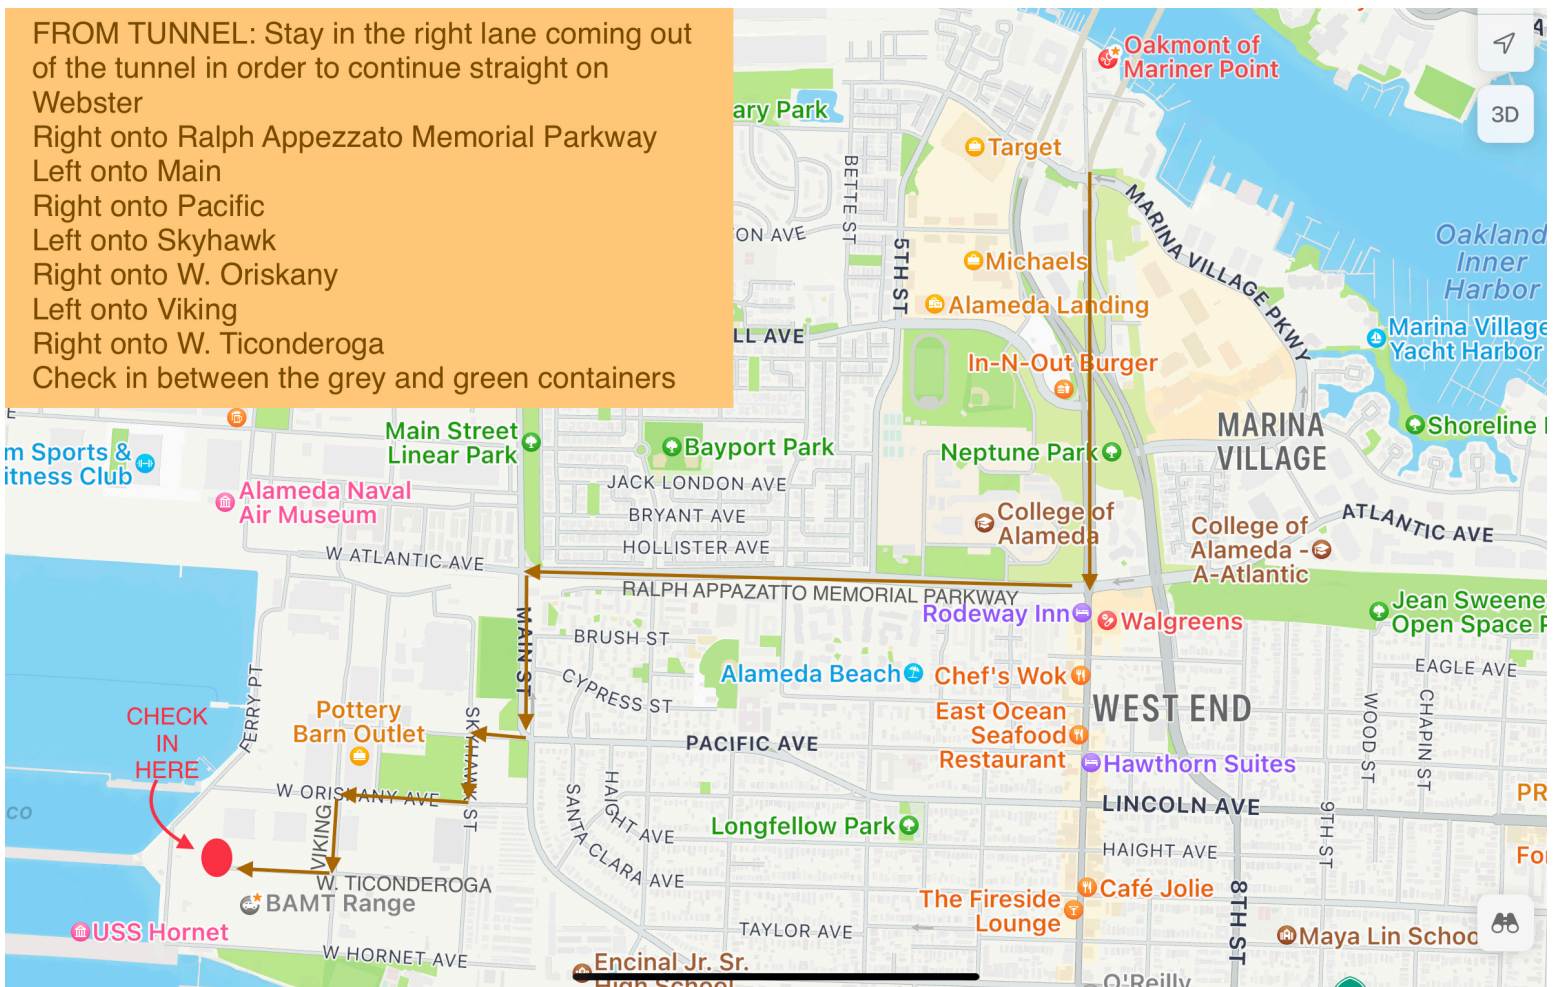 FROM TUNNEL: Stay in the right lane coming out
of the tunnel in order to continue straight on
Webster
Right onto Ralph Appezzato Memorial Parkway
Left onto Main
Right onto Pacific
Left onto Skyhawk
Right onto W. Oriskany
Left onto Viking
Right onto W. Ticonderoga
Check in between the grey and green containers
Oakmont of
Mariner Point
A
3D
ary Park
Target
BETTE ST
MARINA VILLAGE PKWY
ON AVE
5TH ST
Michaels
Oakland
Inner
Harbor
Alameda Landing
LL AVE
Marina Village
Yacht Harbor
In-N-Out Burger
E
Main Street
Linear Park
Bayport Park
Neptune Park
MARINA
VILLAGE
Shoreline
m Sports &
itness Club
Alameda Naval
Air Museum
JACK LONDON AVE
BRYANT AVE
HOLLISTER AVE
College of
Alameda
College of
Alameda -
A-Atlantic
ATLANTIC AVE
W ATLANTIC AVE
RALPH APPAZATTO MEMORIAL PARKWAY
Rodeway Inn
Walgreens
Jean Sweene
Open Space P
MAIN ST
BRUSH ST
CYPRESS ST
Alameda Beach
Chef's Wok
EAGLE AVE
FERRY PT
CHECK
IN
HERE
Pottery
Barn Outlet
SKYHAWK ST
PACIFIC AVE
East Ocean
Seafood
Restaurant
WEST END
WOOD ST
CHAPIN ST
Hawthorn Suites
co
W ORISKANY AVE
VIKING
SANTA CLARA AVE
HAIGHT AVE
Longfellow Park
LINCOLN AVE
9TH ST
PR
HAIGHT AVE
Fo
W. TICONDEROGA
BAMT Range
The Fireside
Lounge
Café Jolie
8TH ST
USS Hornet
W HORNET AVE
TAYLOR AVE
Maya Lin Schoo
Encinal Jr. Sr.
High School
O'Reilly